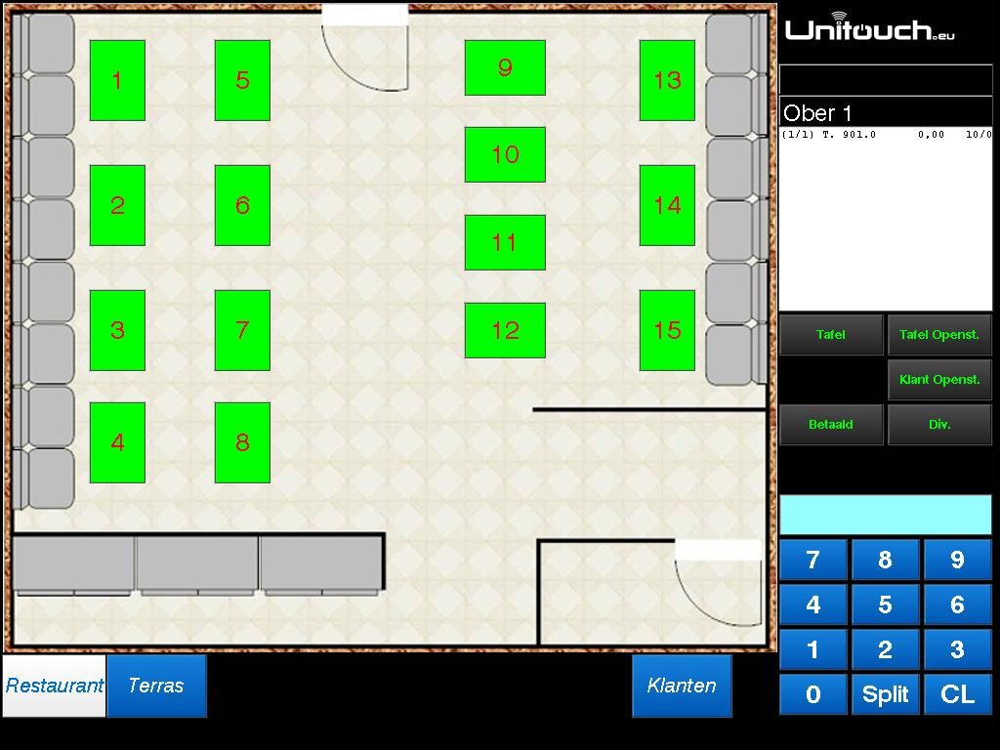 Unitouch.eu
Ober 1
(1/1) T. 901.0 0,00 10/0
1 5 9 13
10
2 6 14
11
3 7 12 15
4 8
Tafel Tafel Openst.
Klant Openst.
Betaald Div.
7 8 9
4 5 6
1 2 3
0 Split CL
Restaurant Terras Klanten